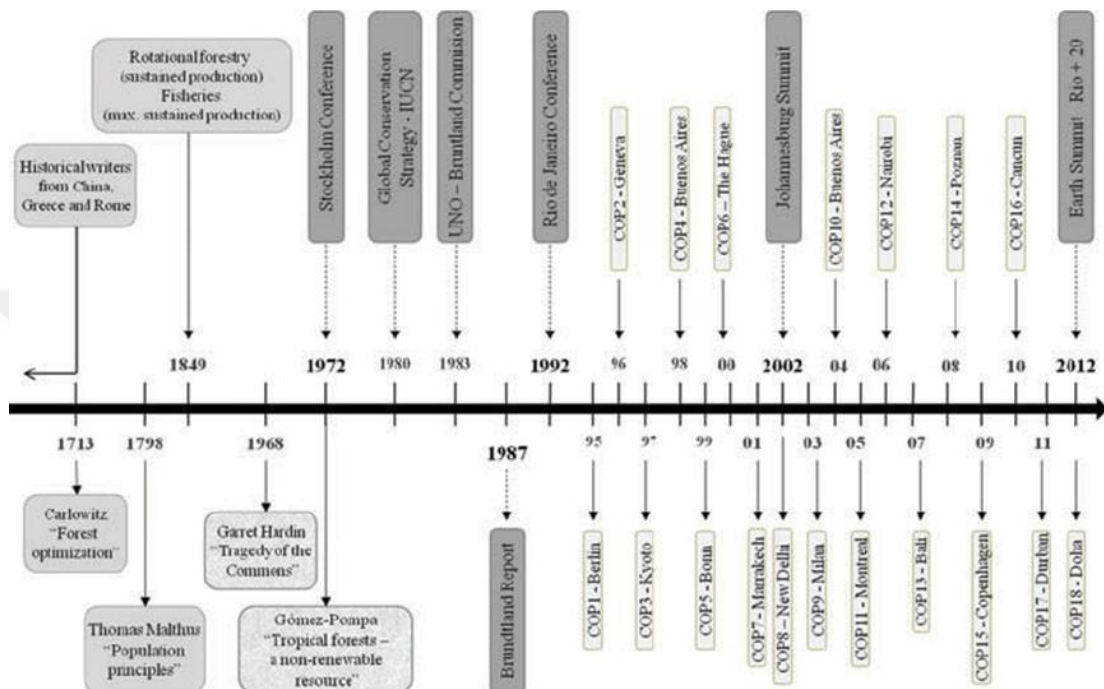 Rotational forestry
(sustained production)
Fisheries
(max. sustained production)
Historical writers
from China,
Greece and Rome
Stockholm Conference
Global Conservation
Strategy - IUCN
UNO – Bruntland Commision
Rio de Janeiro Conference
COP2 - Geneva
COP4 - Buenos Aires
COP6 – The Hague
Johannesburg Summit
COP10 - Buenos Aires
COP12 - Nairobi
COP14 - Poznan
COP16 - Cancun
Earth Summit Rio + 20
1849
1972
1980
1983
1992
96
98
00
2002
04
06
08
10
2012
1713
1798
1968
1987
95
97
99
01
03
05
07
09
11
Carlowitz
"Forest
optimization"
Thomas Malthus
"Population
principles"
Garret Hardin
"Tragedy of the
Commons"
Gómez-Pompa
"Tropical forests –
a non-renewable
resource"
Brundtland Report
COP1 - Berlin
COP3 - Kyoto
COP5 - Bonn
COP7 - Marrakech
COP8 – New Delha
COP9 - Milan
COP11 - Montreal
COP13 - Bali
COP15 - Copenhagen
COP17 - Durban
COP18 - Doha